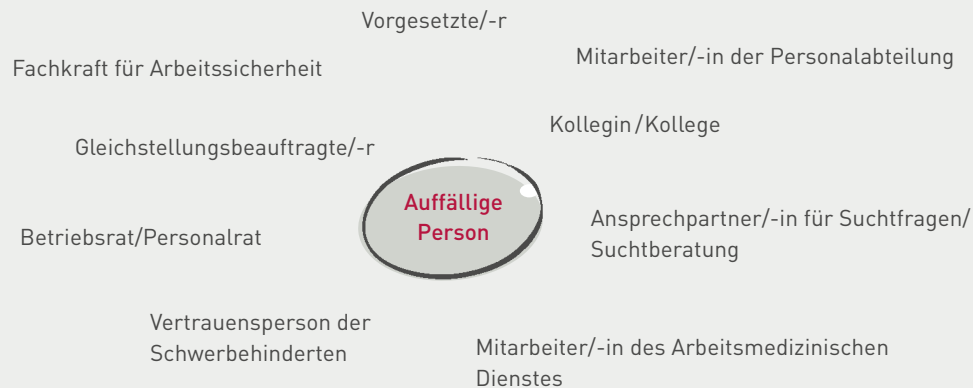 Vorgesetzte/-r
Mitarbeiter/-in der Personalabteilung
Fachkraft für Arbeitssicherheit
Kollegin/Kollege
Gleichstellungsbeauftragte/-r
Auffällige
Person
Ansprechpartner/-in für Suchtfragen/
Suchtberatung
Betriebsrat/Personalrat
Vertrauensperson der
Schwerbehinderten
Mitarbeiter/-in des Arbeitsmedizinischen
Dienstes